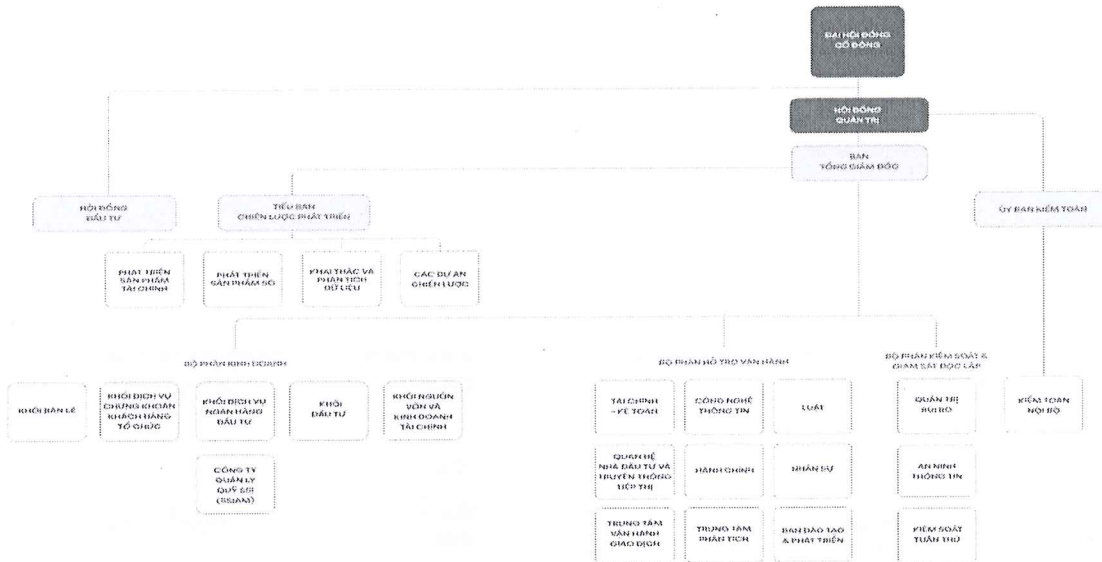 ĐẠI HỘI ĐỒNG
CỔ ĐÔNG
HỘI ĐỒNG
QUẢN TRỊ
BAN
TỔNG GIÁM ĐỐC
HỘI ĐỒNG
ĐẦU TƯ
TIỂU BAN
CHIẾN LƯỢC PHÁT TRIỂN
ỦY BAN KIỂM TOÁN
PHÁT TRIỂN
SẢN PHẨM
TÀI CHÍNH
PHÁT TRIỂN
SẢN PHẨM SỐ
KHAI THÁC VÀ
PHÂN TÍCH
DỮ LIỆU
CÁC DỰ ÁN
CHIẾN LƯỢC
BỘ PHẬN KINH DOANH
BỘ PHẬN HỖ TRỢ VẬN HÀNH
BỘ PHẬN KIỂM SOÁT &
GIÁM SÁT ĐỘC LẬP
KHỐI BÁN LẺ
KHỐI DỊCH VỤ
CHỨNG KHOÁN
KHÁCH HÀNG
TỔ CHỨC
KHỐI DỊCH VỤ
NGÂN HÀNG
ĐẦU TƯ
KHỐI
ĐẦU TƯ
KHỐI NGUỒN
VỐN VÀ
KINH DOANH
TÀI CHÍNH
TÀI CHÍNH
- KẾ TOÁN
CÔNG NGHỆ
THÔNG TIN
LUẬT
QUẢN TRỊ
RỦI RO
KIỂM TOÁN
NỘI BỘ
CÔNG TY
QUẢN LÝ
QUỸ SSI
(SSIAM)
QUAN HỆ
NHÀ ĐẦU TƯ VÀ
TRUYỀN THÔNG
TIẾP THỊ
HÀNH CHÍNH
NHÂN SỰ
AN NINH
THÔNG TIN
TRUNG TÂM
VẬN HÀNH
GIAO DỊCH
TRUNG TÂM
PHÂN TÍCH
BAN ĐÀO TẠO
& PHÁT TRIỂN
KIỂM SOÁT
TUÂN THỦ